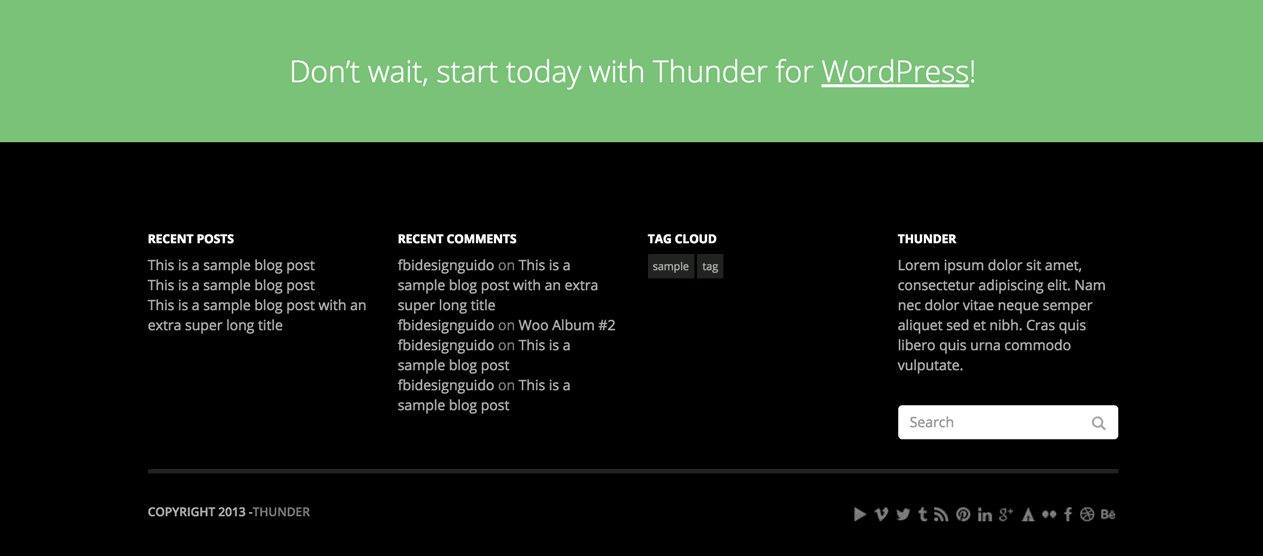 Don't wait, start today with Thunder for WordPress!
RECENT POSTS
This is a sample blog post
This is a sample blog post
This is a sample blog post with an
extra super long title
RECENT COMMENTS
fbidesignguido on This is a
sample blog post with an extra
super long title
fbidesignguido on Woo Album #2
fbidesignguido on This is a
sample blog post
fbidesignguido on This is a
sample blog post
TAG CLOUD
sample tag
THUNDER
Lorem ipsum dolor sit amet,
consectetur adipiscing elit. Nam
nec dolor vitae neque semper
aliquet sed et nibh. Cras quis
libero quis urna commodo
vulputate.
Search
COPYRIGHT 2013 -THUNDER